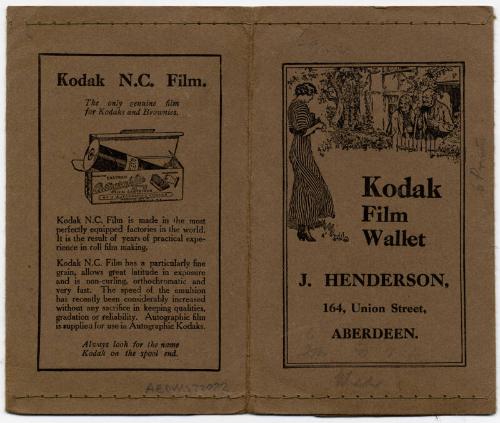 Kodak N.C. Film.
The only genuine film
for Kodaks and Brownies.
EASTMAN
Autographic
FILM CARTRIDGE
Kodak N.C. Film is made in the most
perfectly equipped factories in the world.
It is the result of years of practical expe-
rience in roll film making.
Kodak N.C. Film has a particularly fine
grain, allows great latitude in exposure
and is non-curling, orthochromatic and
very fast. The speed of the emulsion
has recently been considerably increased
without any sacrifice in keeping qualities,
gradation or reliability. Autographic film
is supplied for use in Autographic Kodaks.
Always look for the name
Kodak on the spool end.
Kodak
Film
Wallet
J. HENDERSON,
164, Union Street,
ABERDEEN.